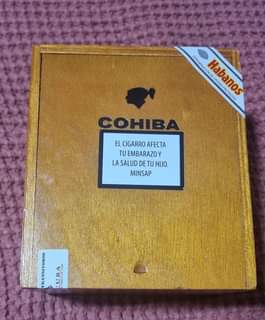 Habanos
COHIBA
EL CIGARRO AFECTA
TU EMBARAZO Y
LA SALUD DE TU HIJO.
MINSAP